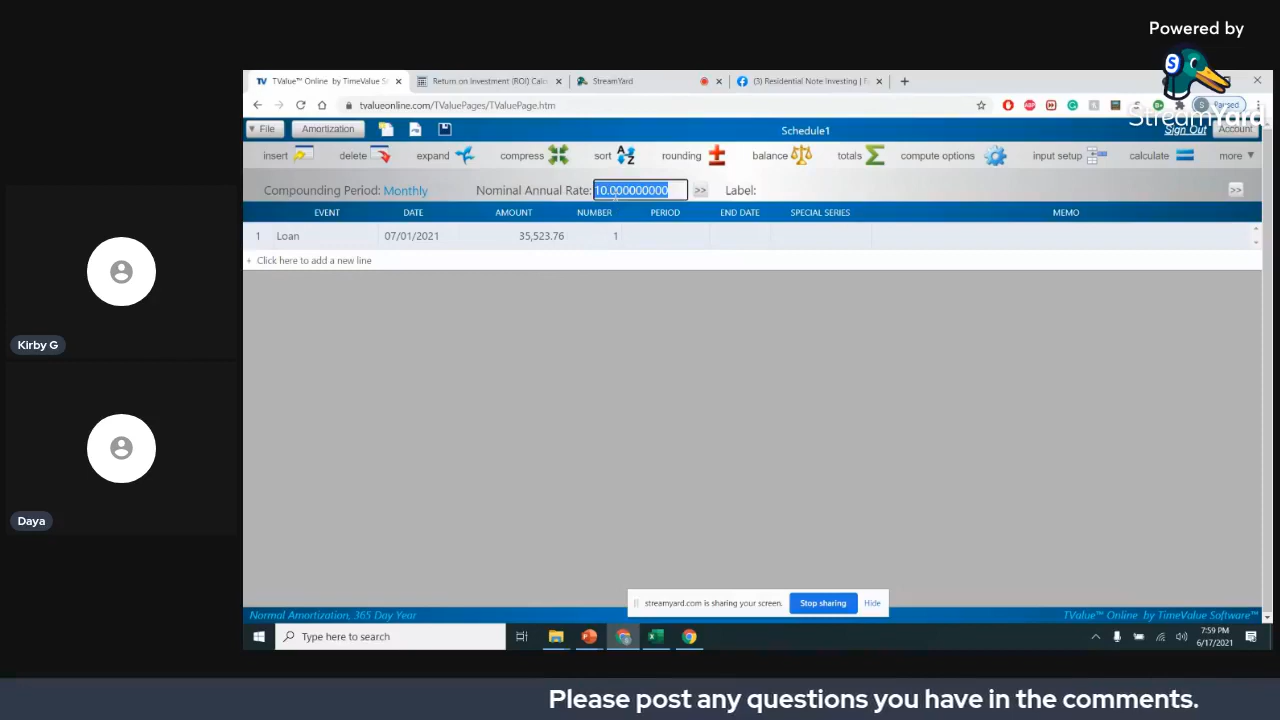 Powered by
StreamYard
Kirby G
Daya
TValue™ Online by TimeValue S
Return on Investment (ROI) Calc
StreamYard
(3) Residential Note Investing | F
tvalueonline.com/TValuePages/TValuePage.htm
Paused
File
Amortization
Schedule1
Sign Out
Account
insert
delete
expand
compress
sort
rounding
balance
totals
compute options
input setup
calculate
more
Compounding Period: Monthly
Nominal Annual Rate: 10.000000000
>>
Label:
>>
EVENT DATE AMOUNT NUMBER PERIOD END DATE SPECIAL SERIES MEMO
1 Loan 07/01/2021 35,523.76 1
+ Click here to add a new line
streamyard.com is sharing your screen. Stop sharing Hide
Normal Amortization, 365 Day Year
TValue™ Online by TimeValue Software™
Type here to search
7:59 PM
6/17/2021
Please post any questions you have in the comments.